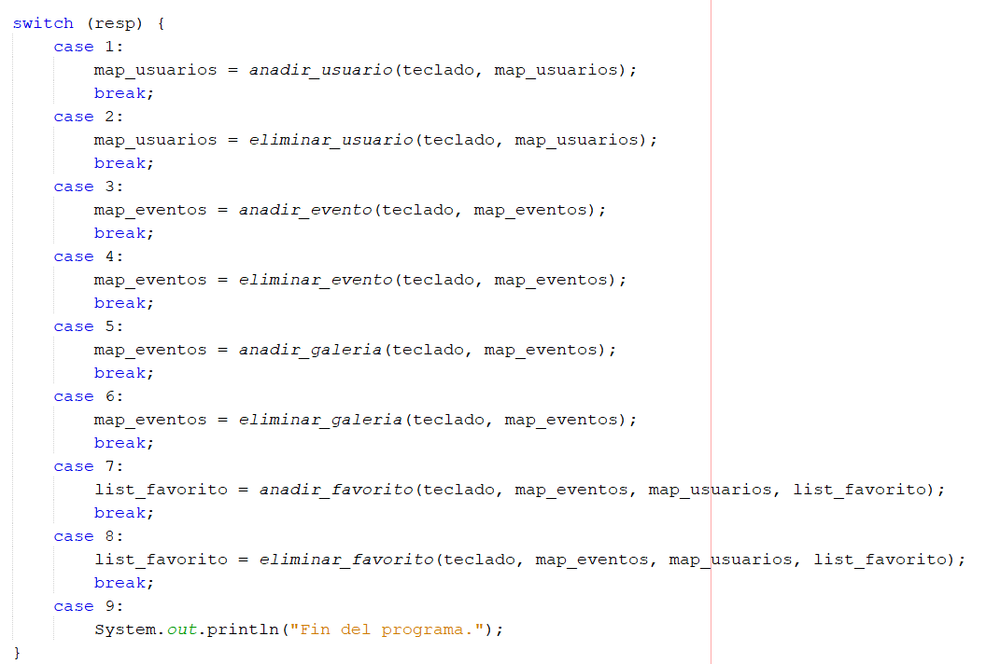 switch (resp) {
case 1:
map_usuarios = anadir_usuario(teclado, map_usuarios);
break;
case 2:
map_usuarios = eliminar_usuario(teclado, map_usuarios);
break;
case 3:
map_eventos = anadir_evento(teclado, map_eventos);
break;
case 4:
map_eventos = eliminar_evento(teclado, map_eventos);
break;
case 5:
map_eventos = anadir_galeria(teclado, map_eventos);
break;
case 6:
map_eventos = eliminar_galeria(teclado, map_eventos);
break;
case 7:
list_favorito = anadir_favorito(teclado, map_eventos, map_usuarios, list_favorito);
break;
case 8:
list_favorito = eliminar_favorito(teclado, map_eventos, map_usuarios, list_favorito);
break;
case 9:
System.out.println("Fin del programa.");
}